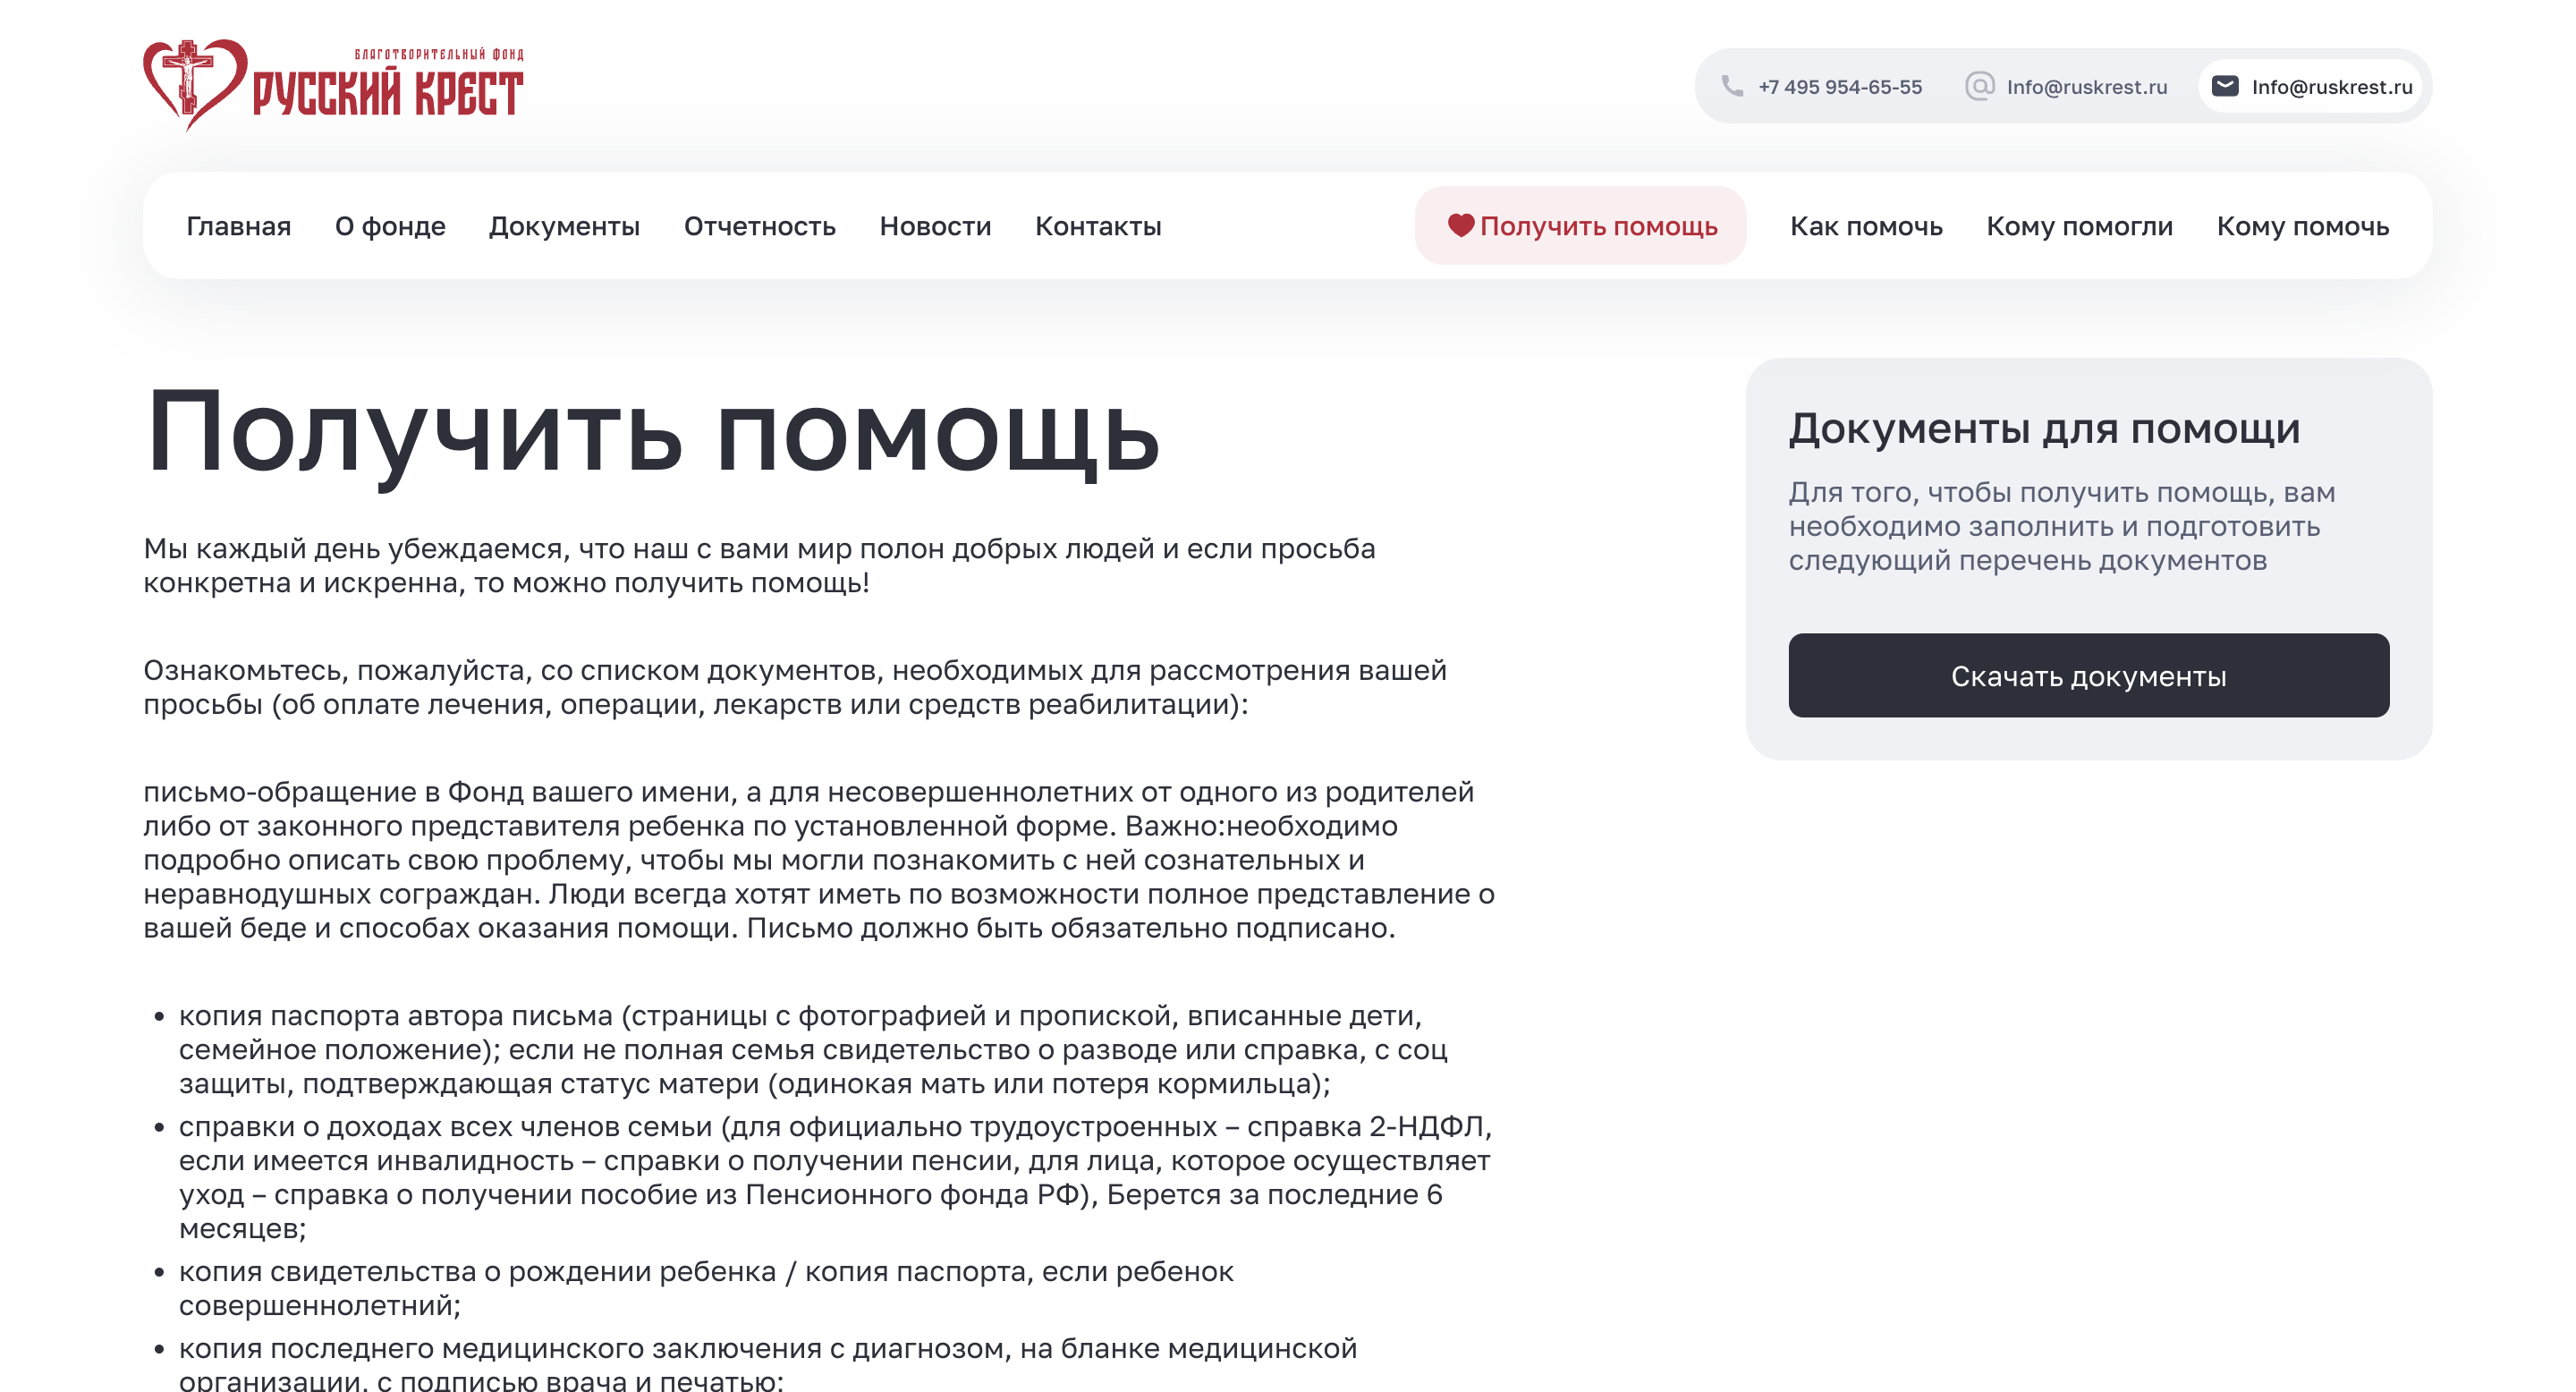 БЛАГОТВОРИТЕЛЬНЫЙ ФОНД
РУССКИЙ КРЕСТ
+7 495 954-65-55
Info@ruskrest.ru
Info@ruskrest.ru
Главная
О фонде
Документы
Отчетность
Новости
Контакты
Получить помощь
Как помочь
Кому помогли
Кому помочь
Получить помощь
Мы каждый день убеждаемся, что наш с вами мир полон добрых людей и если просьба
конкретна и искренна, то можно получить помощь!
Ознакомьтесь, пожалуйста, со списком документов, необходимых для рассмотрения вашей
просьбы (об оплате лечения, операции, лекарств или средств реабилитации):
письмо-обращение в Фонд вашего имени, а для несовершеннолетних от одного из родителей
либо от законного представителя ребенка по установленной форме. Важно:необходимо
подробно описать свою проблему, чтобы мы могли познакомить с ней сознательных и
неравнодушных сограждан. Люди всегда хотят иметь по возможности полное представление о
вашей беде и способах оказания помощи. Письмо должно быть обязательно подписано.
• копия паспорта автора письма (страницы с фотографией и пропиской, вписанные дети,
семейное положение); если не полная семья свидетельство о разводе или справка, с соц
защиты, подтверждающая статус матери (одинокая мать или потеря кормильца);
• справки о доходах всех членов семьи (для официально трудоустроенных – справка 2-НДФЛ,
если имеется инвалидность – справки о получении пенсии, для лица, которое осуществляет
уход – справка о получении пособие из Пенсионного фонда РФ), Берется за последние 6
месяцев;
• копия свидетельства о рождении ребенка / копия паспорта, если ребенок
совершеннолетний;
• копия последнего медицинского заключения с диагнозом, на бланке медицинской
организации, с подписью врача и печатью;
Документы для помощи
Для того, чтобы получить помощь, вам
необходимо заполнить и подготовить
следующий перечень документов
Скачать документы